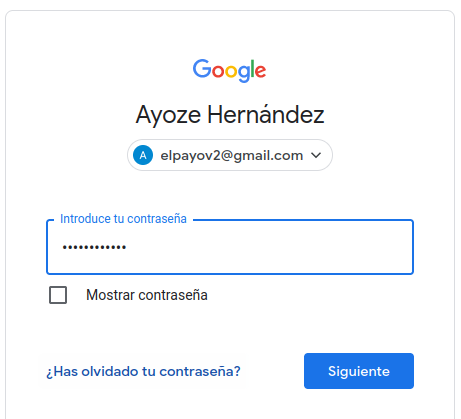 Google
Ayoze Hernández
A elpayov2@gmail.com
Introduce tu contraseña
••••••••••••
Mostrar contraseña
¿Has olvidado tu contraseña? Siguiente